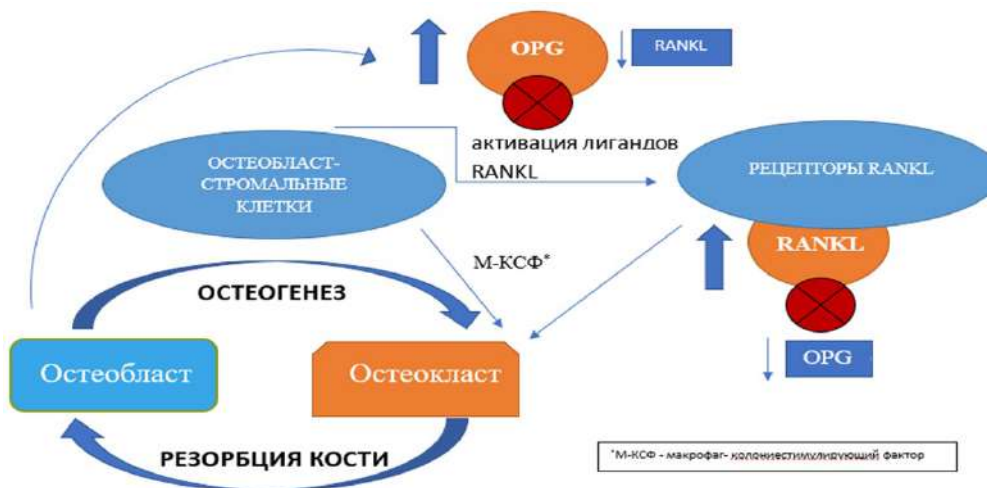 OPG
RANKL
активация лигандов
RANKL
ОСТЕОБЛАСТ-
СТРОМАЛЬНЫЕ
КЛЕТКИ
РЕЦЕПТОРЫ RANKL
RANKL
М-КСФ*
ОСТЕОГЕНЕЗ
Остеобласт
Остеокласт
OPG
РЕЗОРБЦИЯ КОСТИ
*М-КСФ - макрофаг- колониестимулирующий фактор